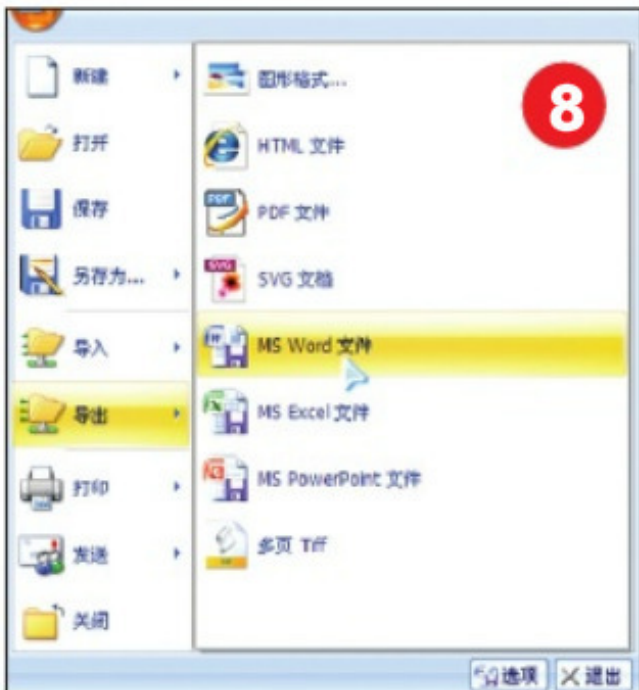 新建
打开
保存
另存为...
导入
导出
打印
发送
关闭
图形格式...
8
HTML 文件
PDF 文件
SVG 文档
MS Word 文件
MS Excel 文件
MS PowerPoint 文件
多页 Tiff
选项
退出